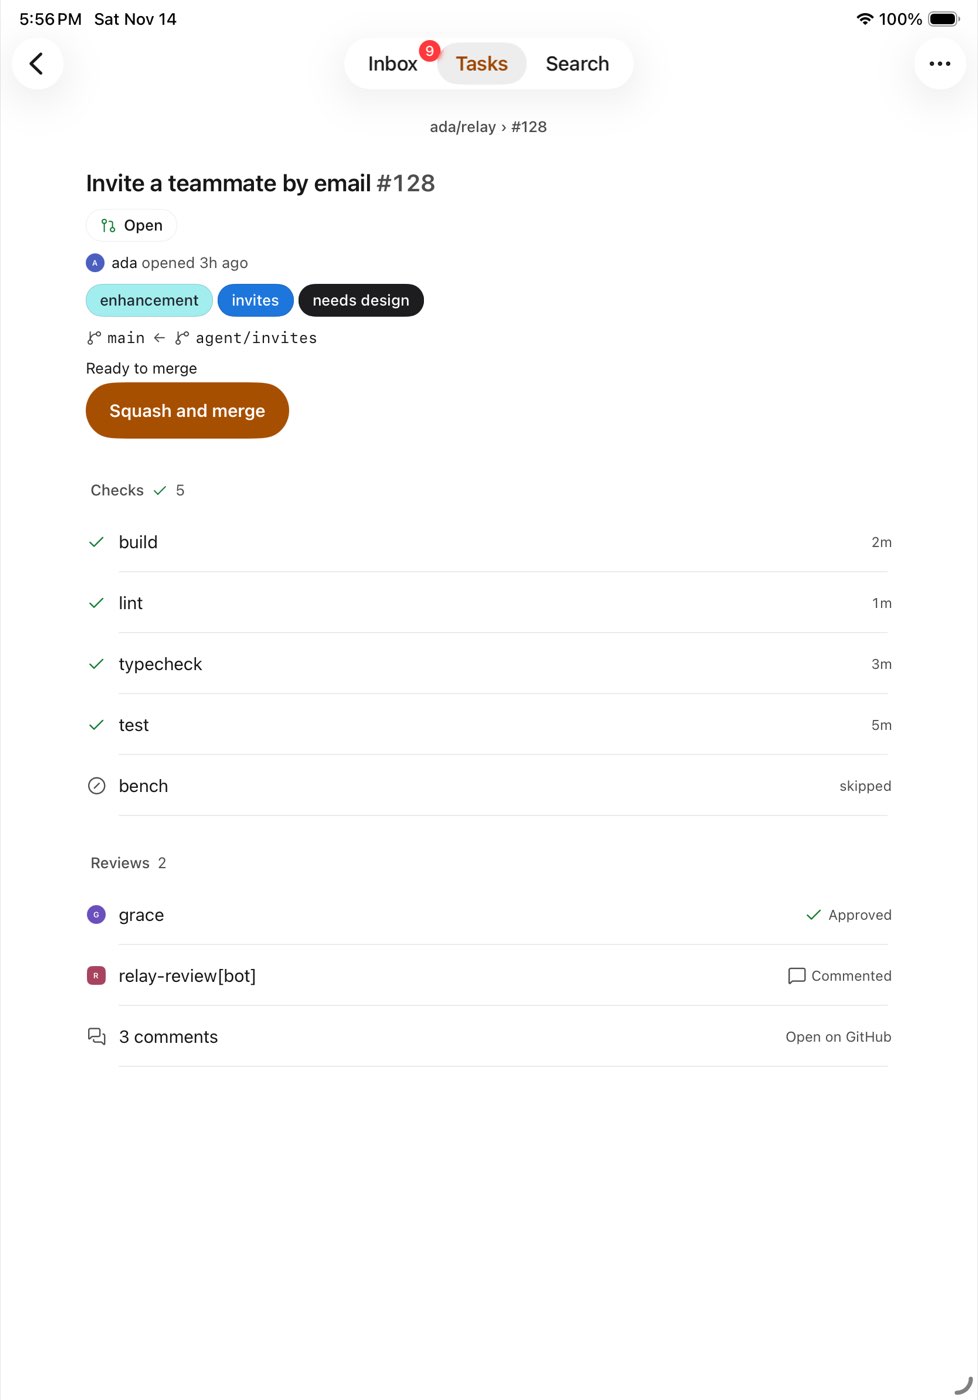 5:56 PM Sat Nov 14
100%
Inbox 9 Tasks Search
ada/relay › #128
Invite a teammate by email #128
Open
A ada opened 3h ago
enhancement invites needs design
main ← agent/invites
Ready to merge
Squash and merge
Checks 5
build 2m
lint 1m
typecheck 3m
test 5m
bench skipped
Reviews 2
G grace Approved
R relay-review[bot] Commented
3 comments Open on GitHub